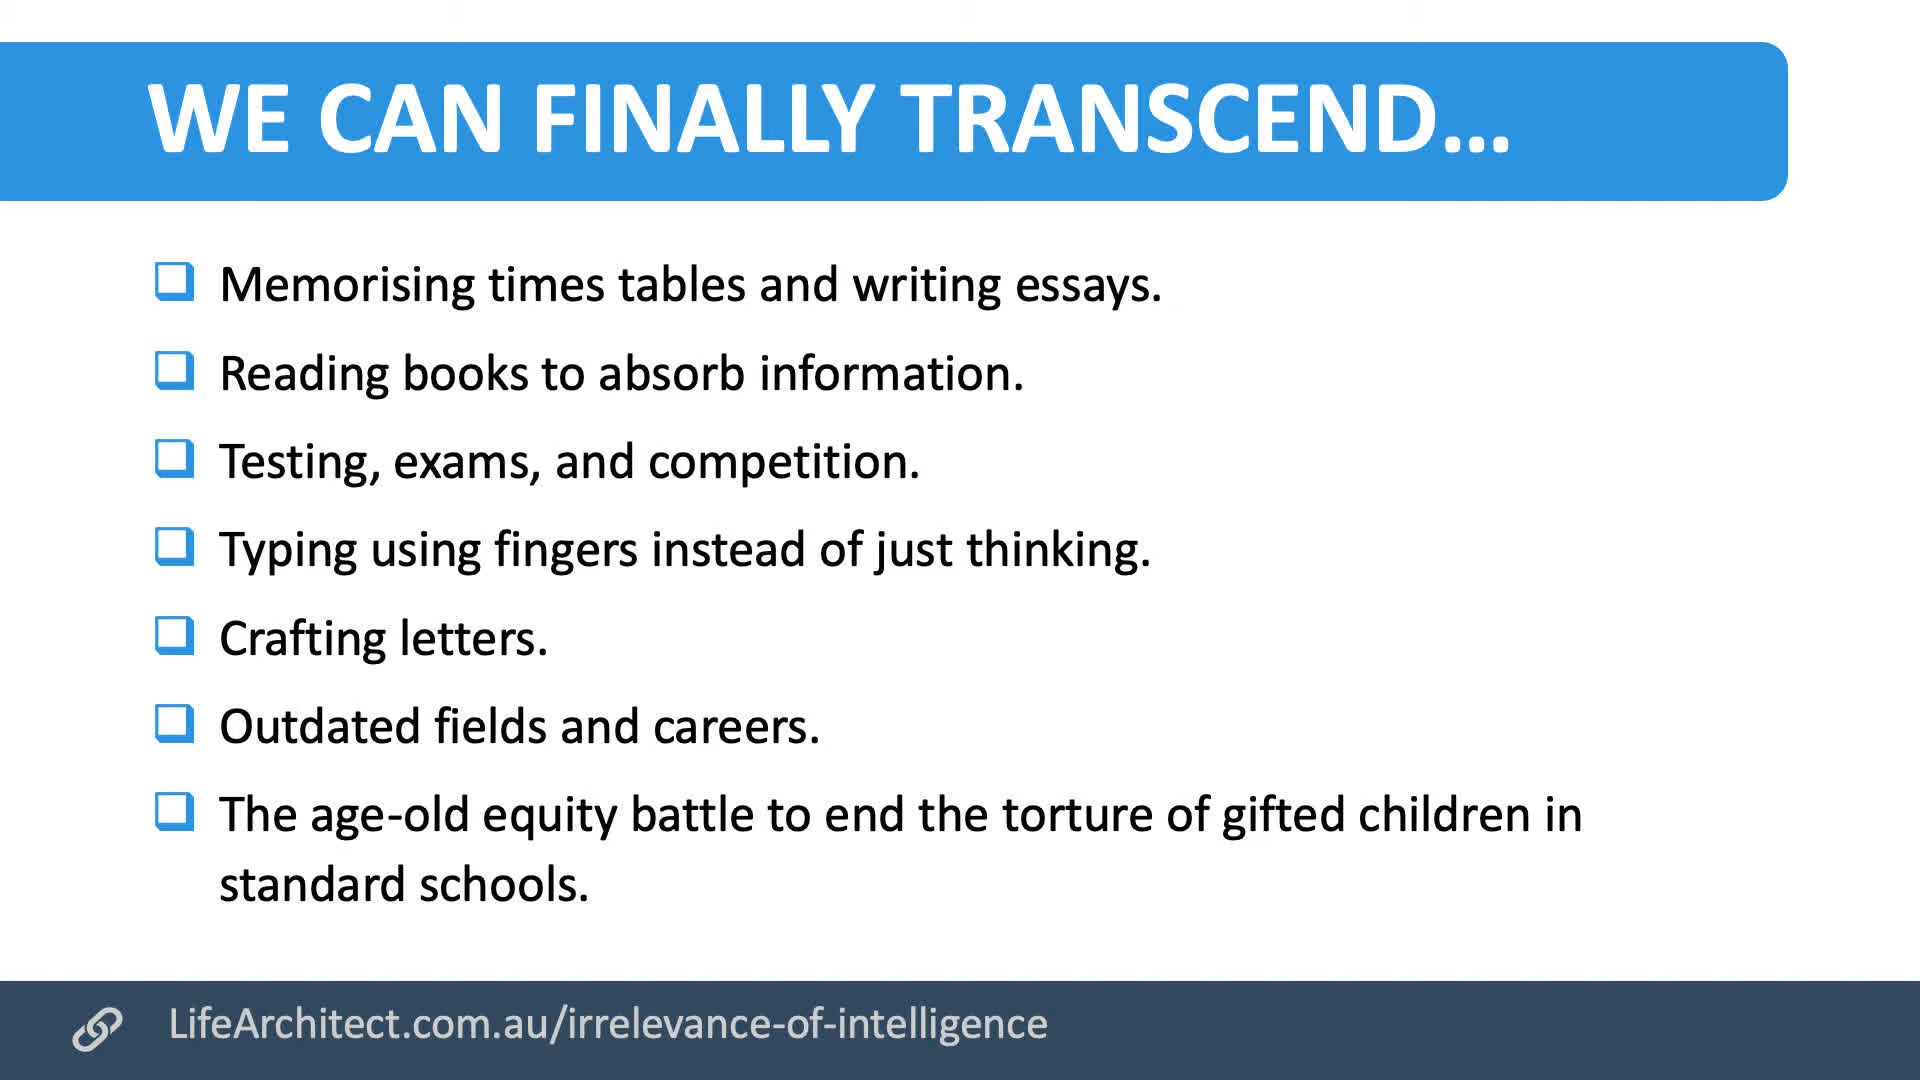 WE CAN FINALLY TRANSCEND...
Memorising times tables and writing essays.
Reading books to absorb information.
Testing, exams, and competition.
Typing using fingers instead of just thinking.
Crafting letters.
Outdated fields and careers.
The age-old equity battle to end the torture of gifted children in
standard schools.
LifeArchitect.com.au/irrelevance-of-intelligence